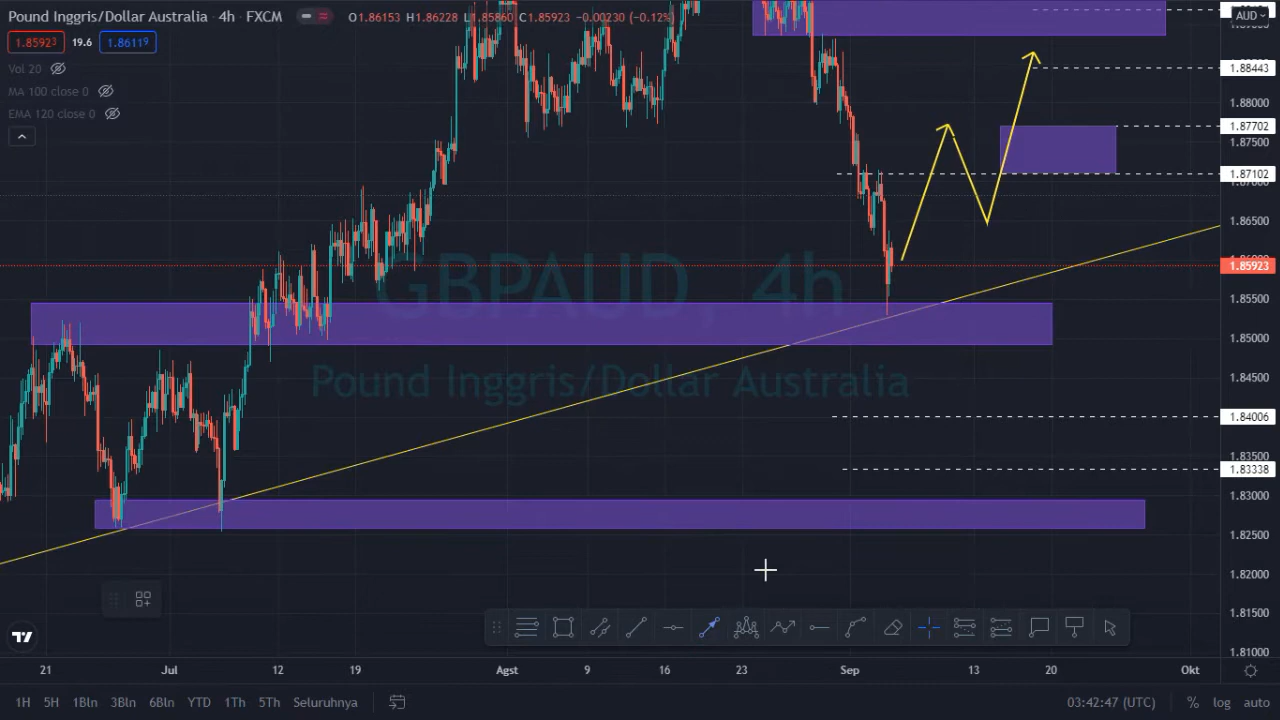 Pound Inggris/Dollar Australia · 4h · FXCM O1.86153 H1.86228 L1.85860 C1.85923 −0.00230 (−0.12%)
AUD
1.85923 19.6 1.86119
Vol 20
MA 100 close 0
EMA 120 close 0
1.88443
1.88000
1.87702
1.87500
1.87102
1.86500
1.85923
1.85500
1.85000
1.84500
1.84006
1.83500
1.83338
1.83000
1.82500
1.82000
1.81500
1.81000
GBPAUD, 4h
Pound Inggris/Dollar Australia
21 Jul 12 19 Agst 9 16 23 Sep 13 20 Okt
1H 5H 1Bln 3Bln 6Bln YTD 1Th 5Th Seluruhnya 03:42:47 (UTC) % log auto